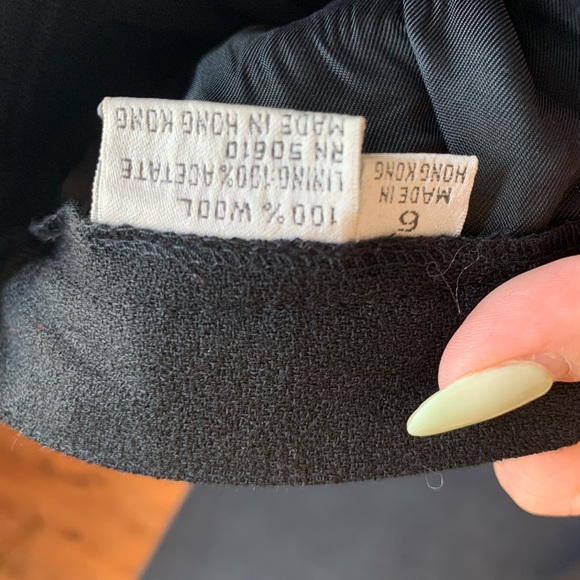 100% WOOL
LINING-100% ACETATE
RN 50610
MADE IN HONG KONG
6
MADE IN
HONG KONG